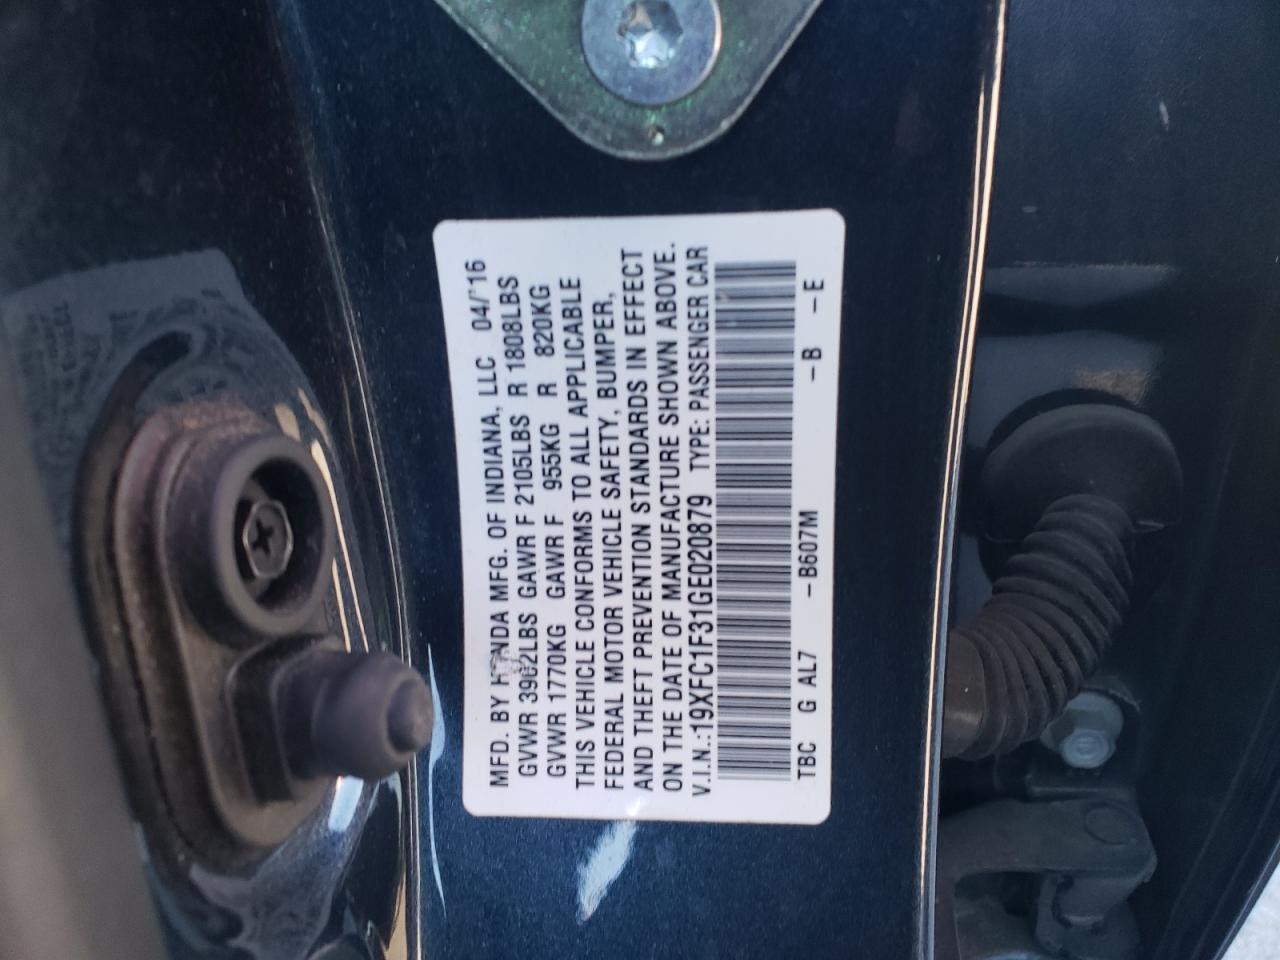 MFD. BY HONDA MFG. OF INDIANA, LLC 04/'16
GVWR 3902LBS GAWR F 2105LBS R 1808LBS
GVWR 1770KG GAWR F 955KG R 820KG
THIS VEHICLE CONFORMS TO ALL APPLICABLE
FEDERAL MOTOR VEHICLE SAFETY, BUMPER,
AND THEFT PREVENTION STANDARDS IN EFFECT
ON THE DATE OF MANUFACTURE SHOWN ABOVE.
V.I.N.:19XFC1F31GE020879 TYPE: PASSENGER CAR
TBC G AL7 -B607M -B -E